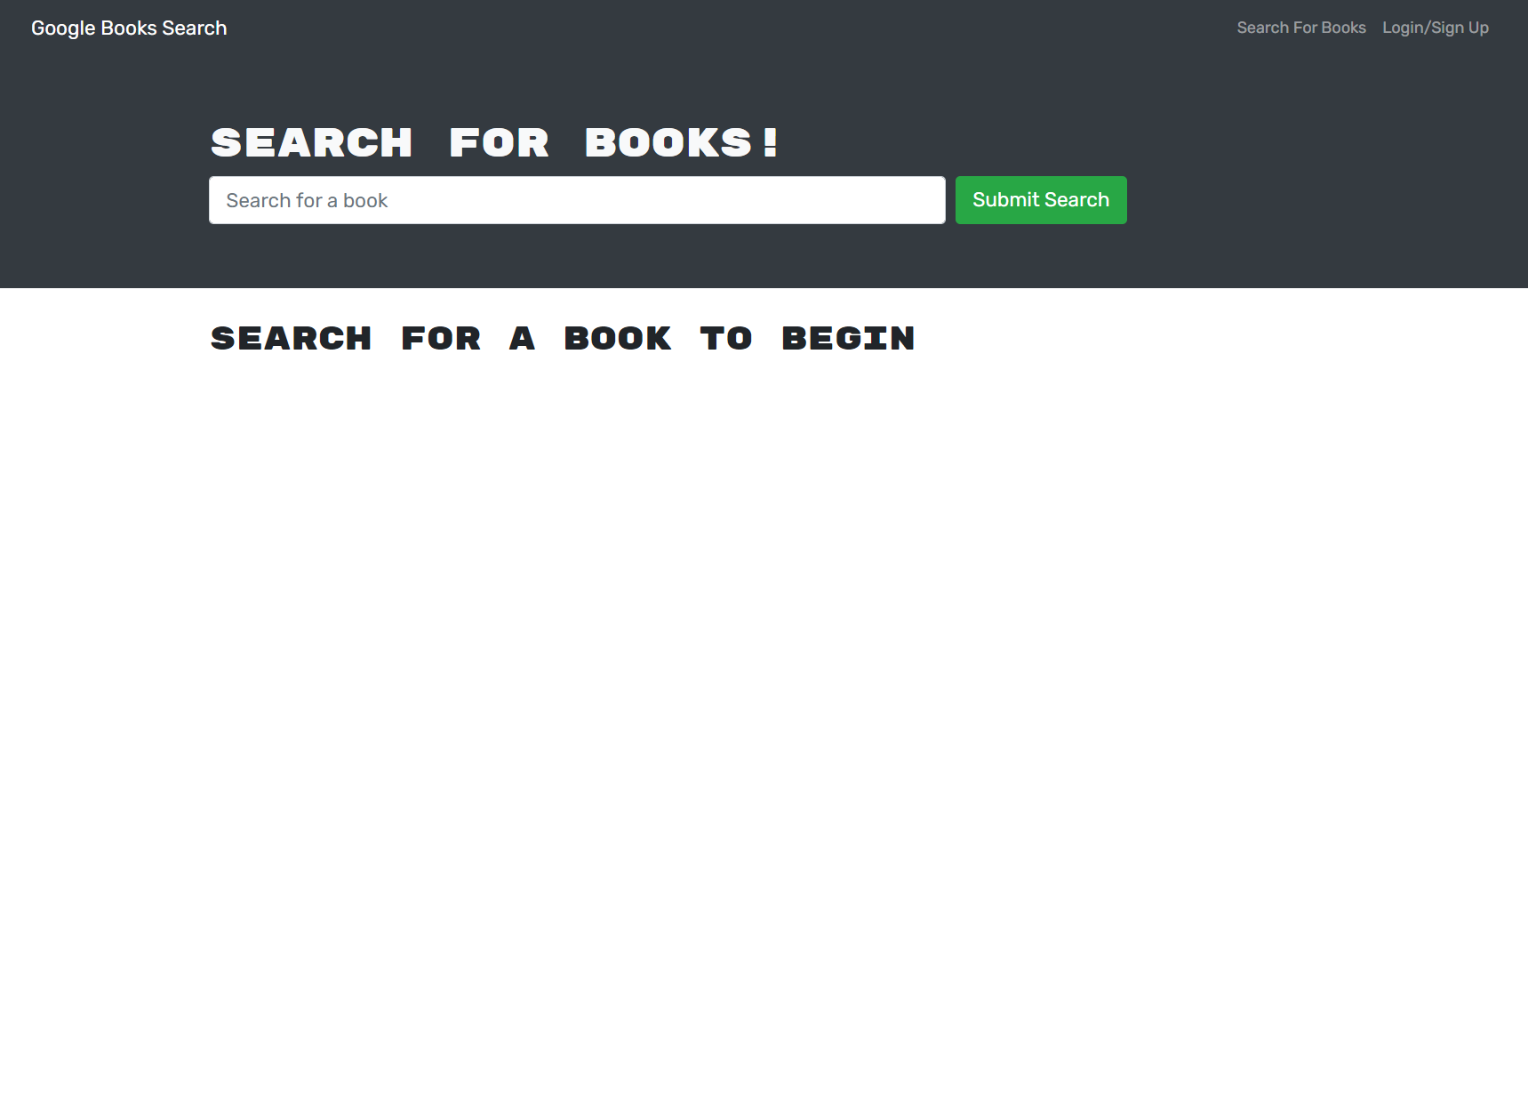 Google Books Search
Search For Books
Login/Sign Up
SEARCH FOR BOOKS!
Search for a book
Submit Search
SEARCH FOR A BOOK TO BEGIN